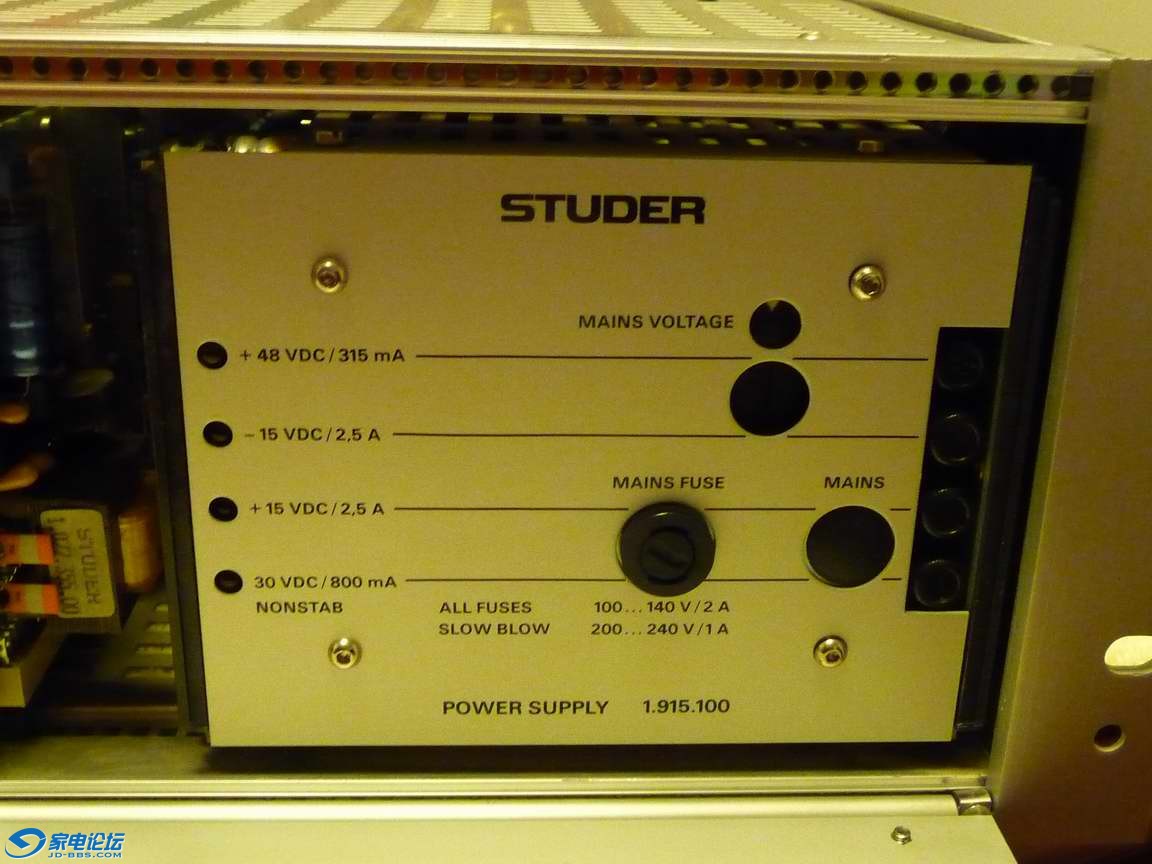 STUDER
MAINS VOLTAGE
+ 48 VDC / 315 mA
– 15 VDC / 2,5 A
MAINS FUSE
MAINS
+ 15 VDC / 2,5 A
30 VDC / 800 mA
NONSTAB
ALL FUSES 100...140 V / 2 A
SLOW BLOW 200...240 V / 1 A
POWER SUPPLY 1.915.100
STUDER
家电论坛
JD-BBS.COM